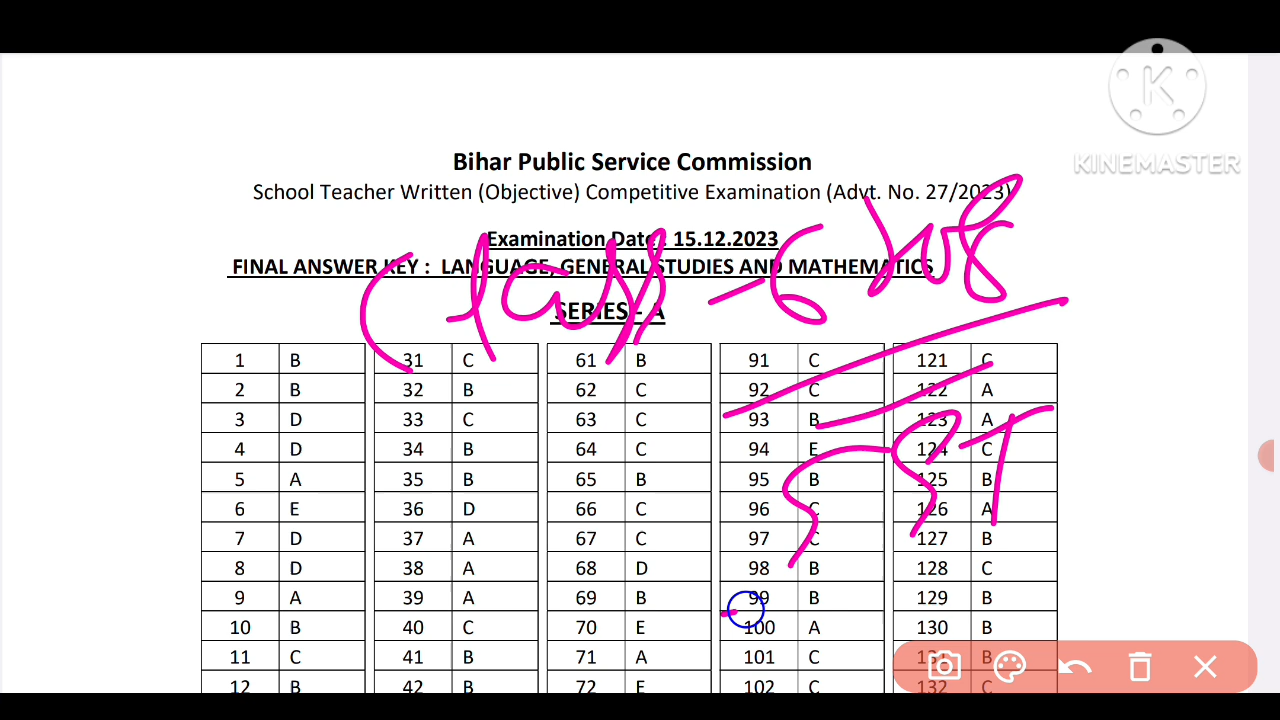 KINEMASTER
Bihar Public Service Commission
School Teacher Written (Objective) Competitive Examination (Advt. No. 27/2023)
Examination Date : 15.12.2023
FINAL ANSWER KEY : LANGUAGE, GENERAL STUDIES AND MATHEMATICS
SERIES - A
1 B 31 C 61 B 91 C 121 C
2 B 32 B 62 C 92 C 122 A
3 D 33 C 63 C 93 B 123 A
4 D 34 B 64 C 94 E 124 C
5 A 35 B 65 B 95 B 125 B
6 E 36 D 66 C 96 C 126 A
7 D 37 A 67 C 97 C 127 B
8 D 38 A 68 D 98 B 128 C
9 A 39 A 69 B 99 B 129 B
10 B 40 C 70 E 100 A 130 B
11 C 41 B 71 A 101 C 131 B
12 B 42 B 72 E 102 C 132 C